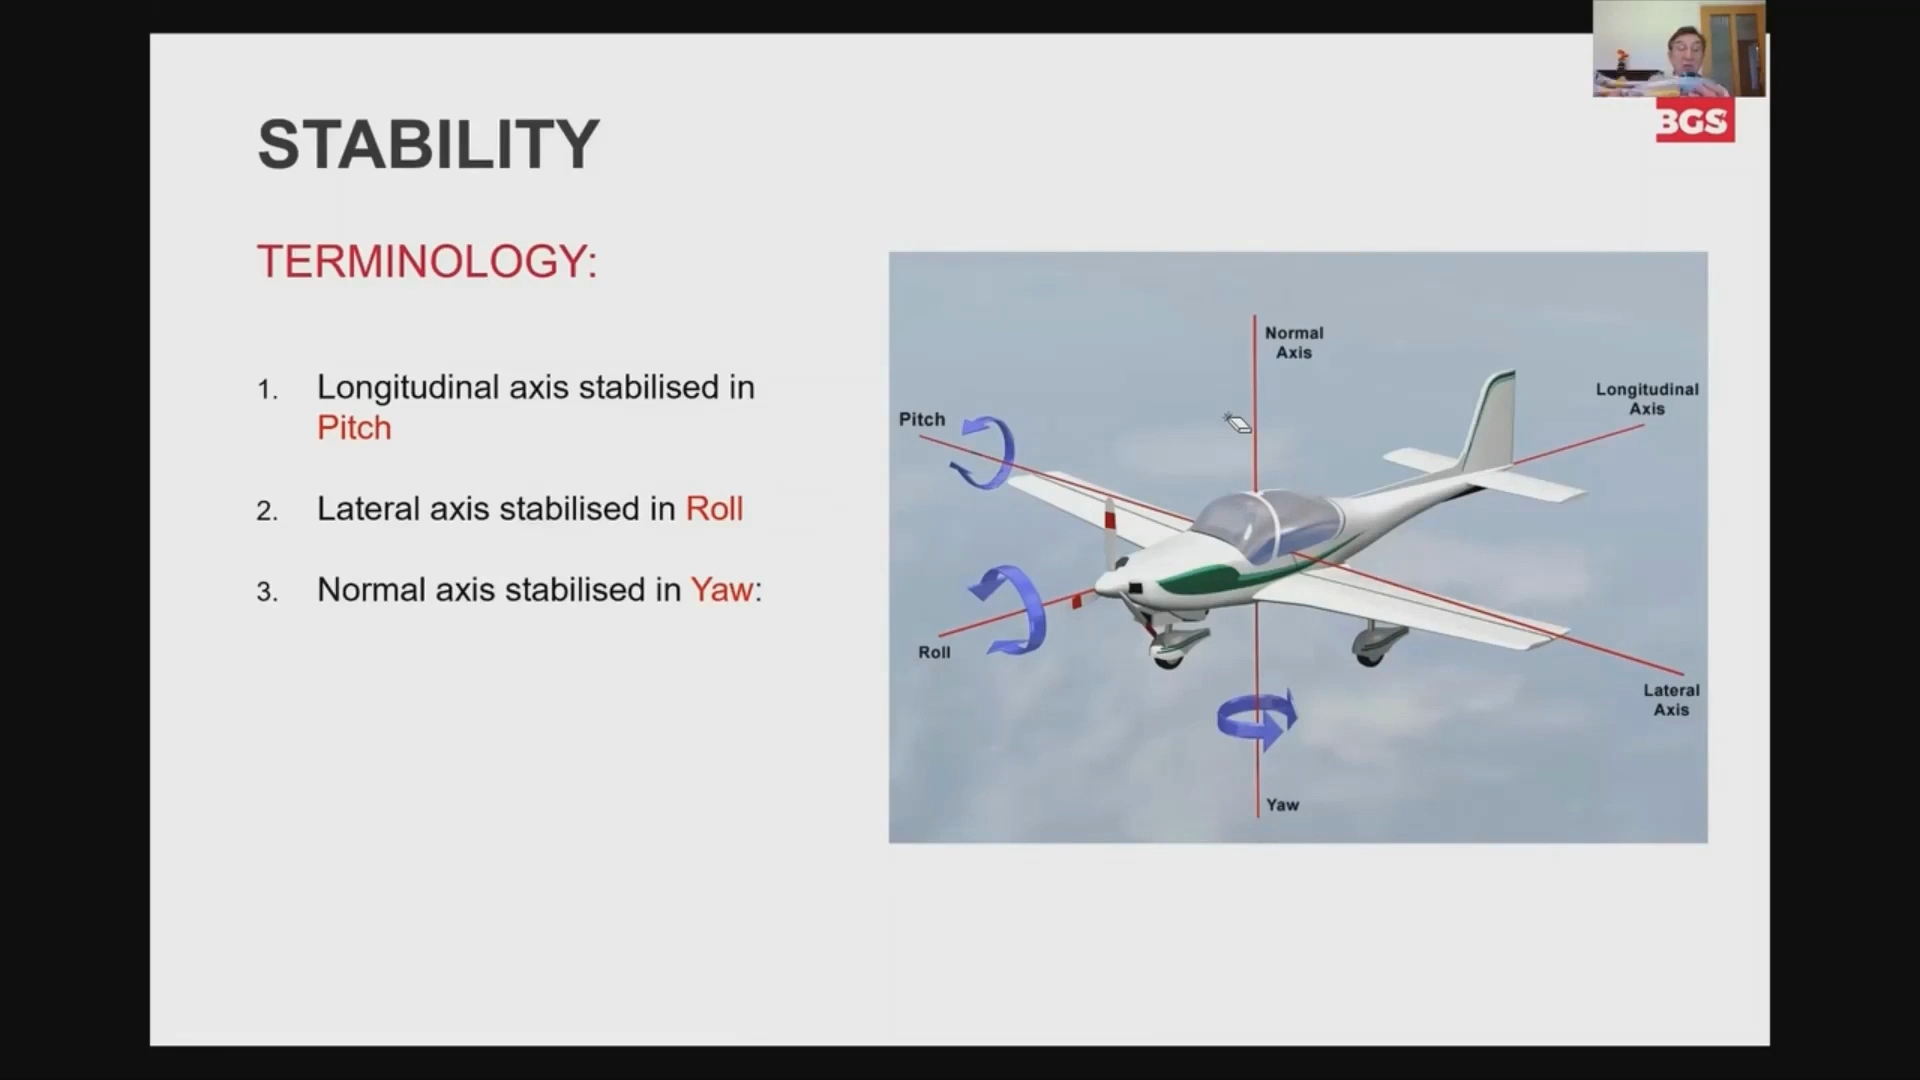 BGS
STABILITY
TERMINOLOGY:
1. Longitudinal axis stabilised in
Pitch
2. Lateral axis stabilised in Roll
3. Normal axis stabilised in Yaw:
Normal
Axis
Longitudinal
Axis
Pitch
Roll
Lateral
Axis
Yaw